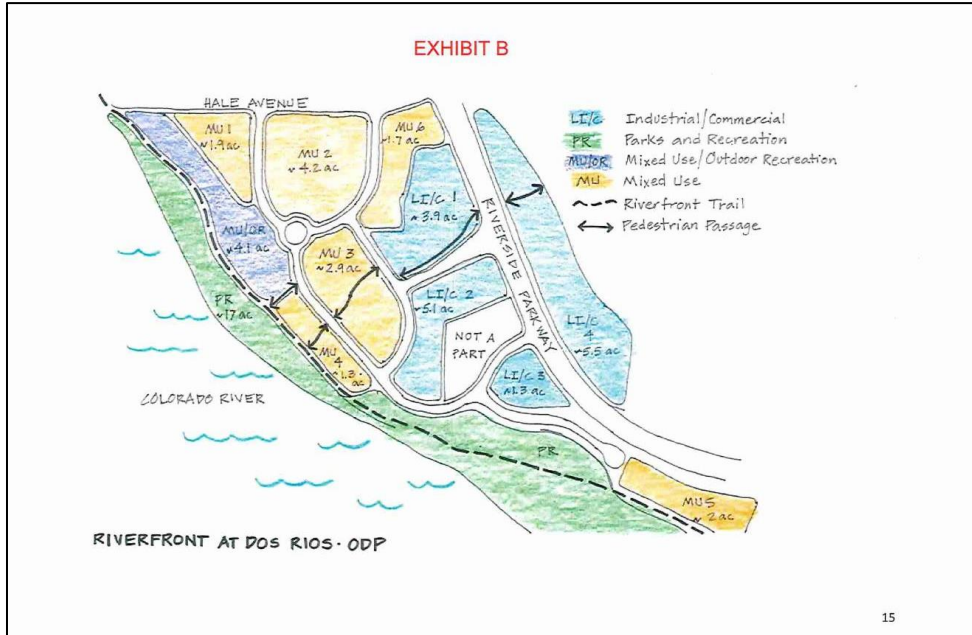 EXHIBIT B
HALE AVENUE
MU 1
~1.9ac
MU 2
~4.2 ac
MU 6
~1.7 ac
LI/C 1
~3.9 ac
LI/C Industrial/Commercial
PR Parks and Recreation
MU/OR Mixed Use/Outdoor Recreation
MU Mixed Use
Riverfront Trail
Pedestrian Passage
RIVERSIDE PARKWAY
MU/OR
~4.1 ac
MU 3
~2.9 ac
PR
~17 ac
LI/C 2
~5.1 ac
NOT A
PART
LI/C
4
~5.5 ac
MU
4
~1.3
ac
LI/C 3
~1.3 ac
COLORADO RIVER
PR
MU5
~ 2 ac
RIVERFRONT AT DOS RIOS · ODP
15